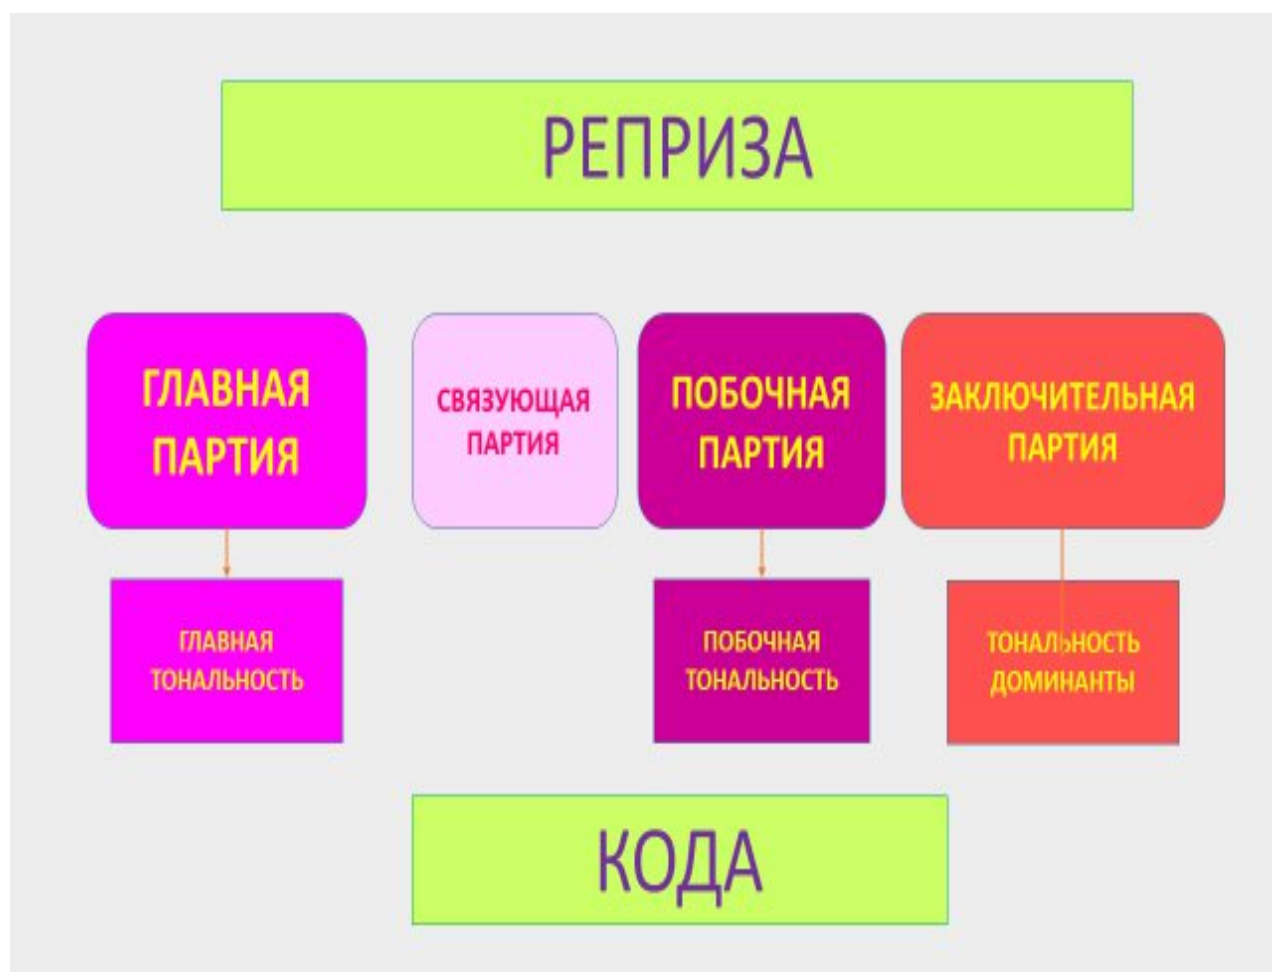 РЕПРИЗА
ГЛАВНАЯ
ПАРТИЯ
СВЯЗУЮЩАЯ
ПАРТИЯ
ПОБОЧНАЯ
ПАРТИЯ
ЗАКЛЮЧИТЕЛЬНАЯ
ПАРТИЯ
ГЛАВНАЯ
ТОНАЛЬНОСТЬ
ПОБОЧНАЯ
ТОНАЛЬНОСТЬ
ТОНАЛЬНОСТЬ
ДОМИНАНТЫ
КОДА